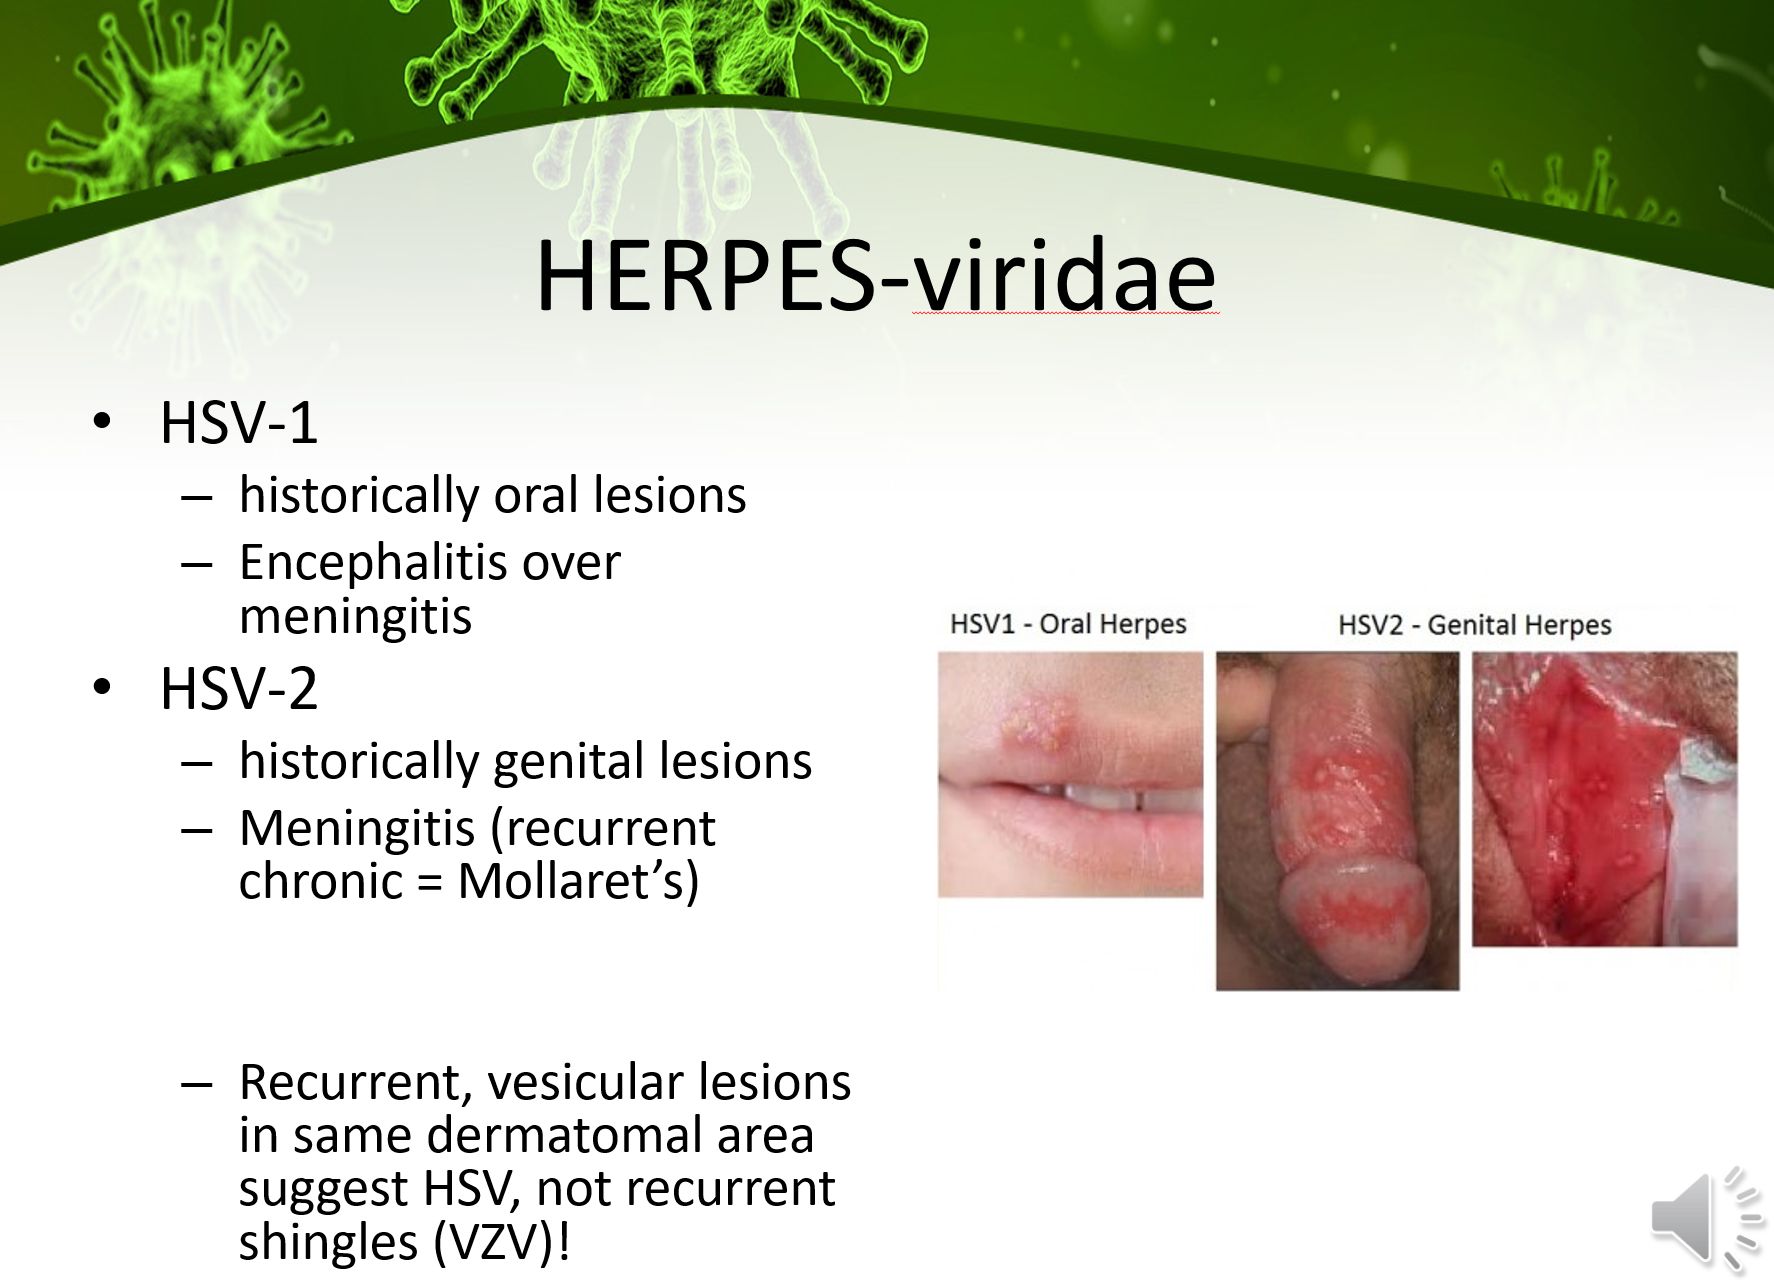 HERPES-viridae
• HSV-1
– historically oral lesions
– Encephalitis over
meningitis
• HSV-2
– historically genital lesions
– Meningitis (recurrent
chronic = Mollaret’s)
– Recurrent, vesicular lesions
in same dermatomal area
suggest HSV, not recurrent
shingles (VZV)!
HSV1 - Oral Herpes
HSV2 - Genital Herpes